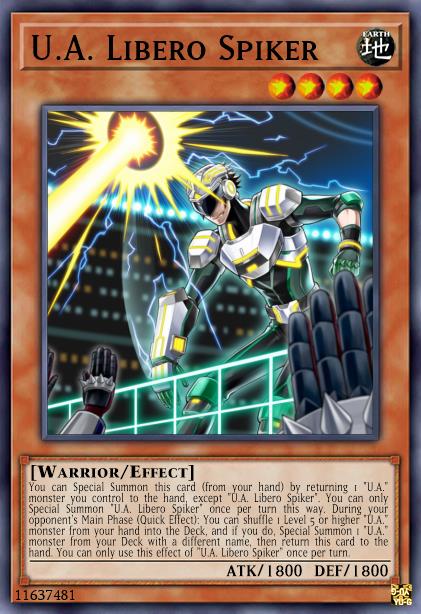 U.A. Libero Spiker
EARTH
地
[Warrior/Effect]
You can Special Summon this card (from your hand) by returning 1 "U.A."
monster you control to the hand, except "U.A. Libero Spiker". You can only
Special Summon "U.A. Libero Spiker" once per turn this way. During your
opponent's Main Phase (Quick Effect): You can shuffle 1 Level 5 or higher "U.A."
monster from your hand into the Deck, and if you do, Special Summon 1 "U.A."
monster from your Deck with a different name, then return this card to the
hand. You can only use this effect of "U.A. Libero Spiker" once per turn.
ATK/1800 DEF/1800
11637481